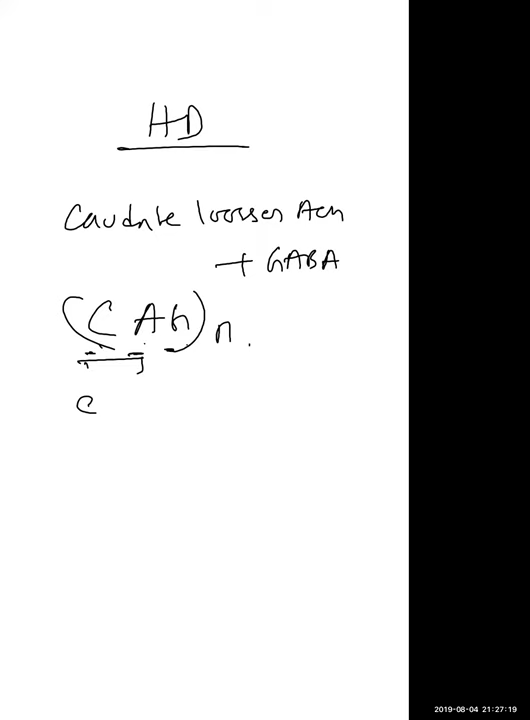 HD
Caudate looses Ach
+ GABA
(CAG)n.
C
2019-08-04 21:27:19